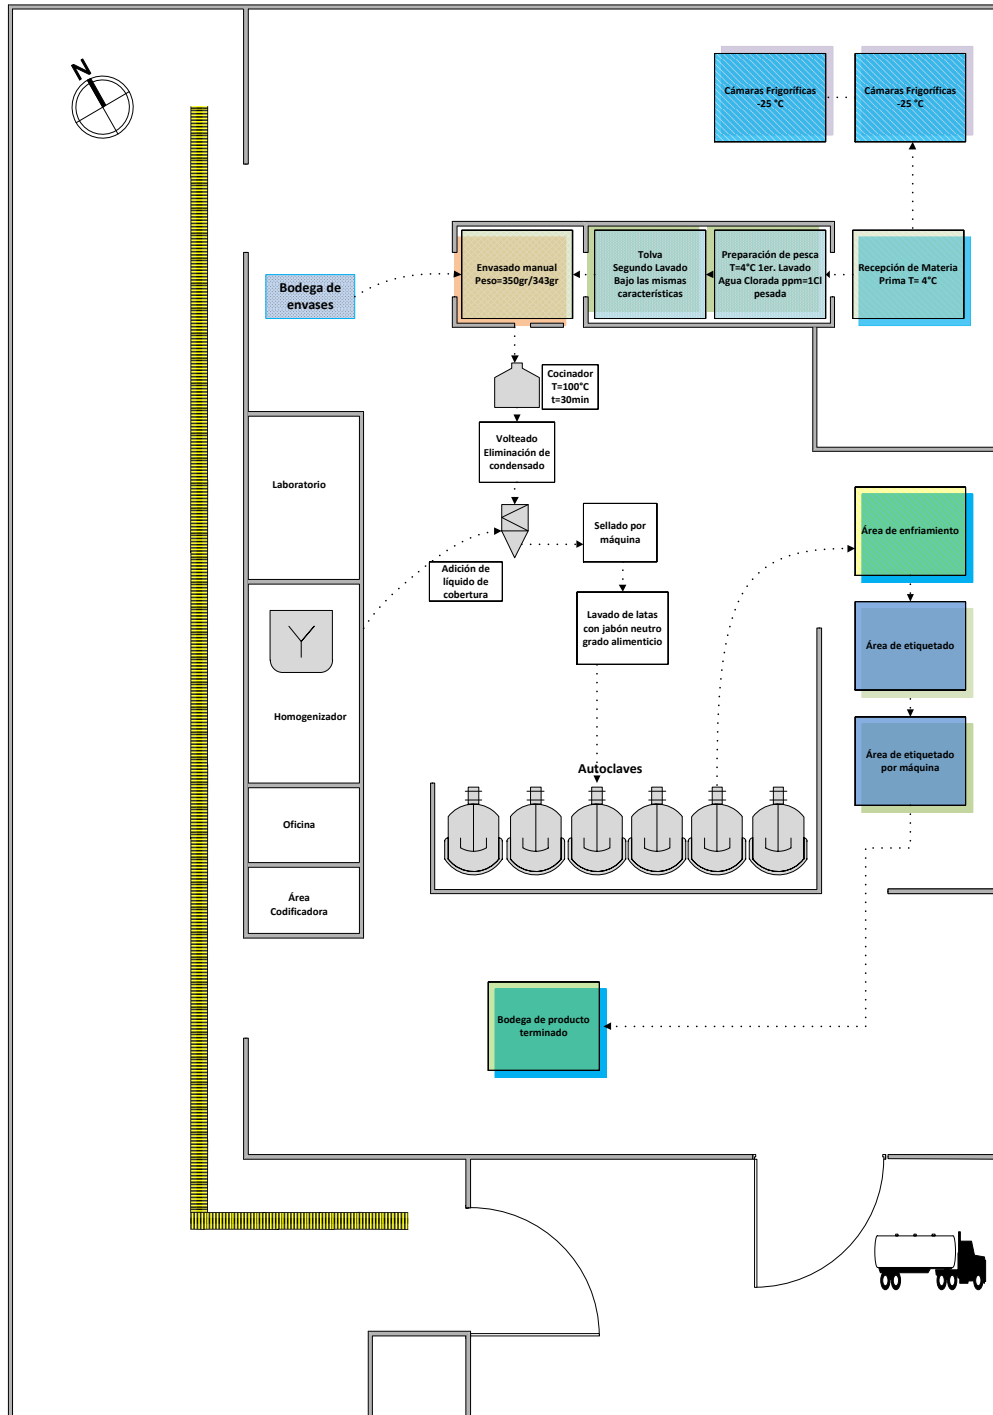 N
Cámaras Frigoríficas
-25 °C
Cámaras Frigoríficas
-25 °C
Bodega de
envases
Envasado manual
Peso=350gr/343gr
Tolva
Segundo Lavado
Bajo las mismas
características
Preparación de pesca
T=4°C 1er. Lavado
Agua Clorada ppm=1Cl
pesada
Recepción de Materia
Prima T= 4°C
Cocinador
T=100°C
t=30min
Volteado
Eliminación de
condensado
Laboratorio
Sellado por
máquina
Área de enfriamiento
Adición de
líquido de
cobertura
Lavado de latas
con jabón neutro
grado alimenticio
Área de etiquetado
Homogenizador
Área de etiquetado
por máquina
Autoclaves
Oficina
Área
Codificadora
Bodega de producto
terminado